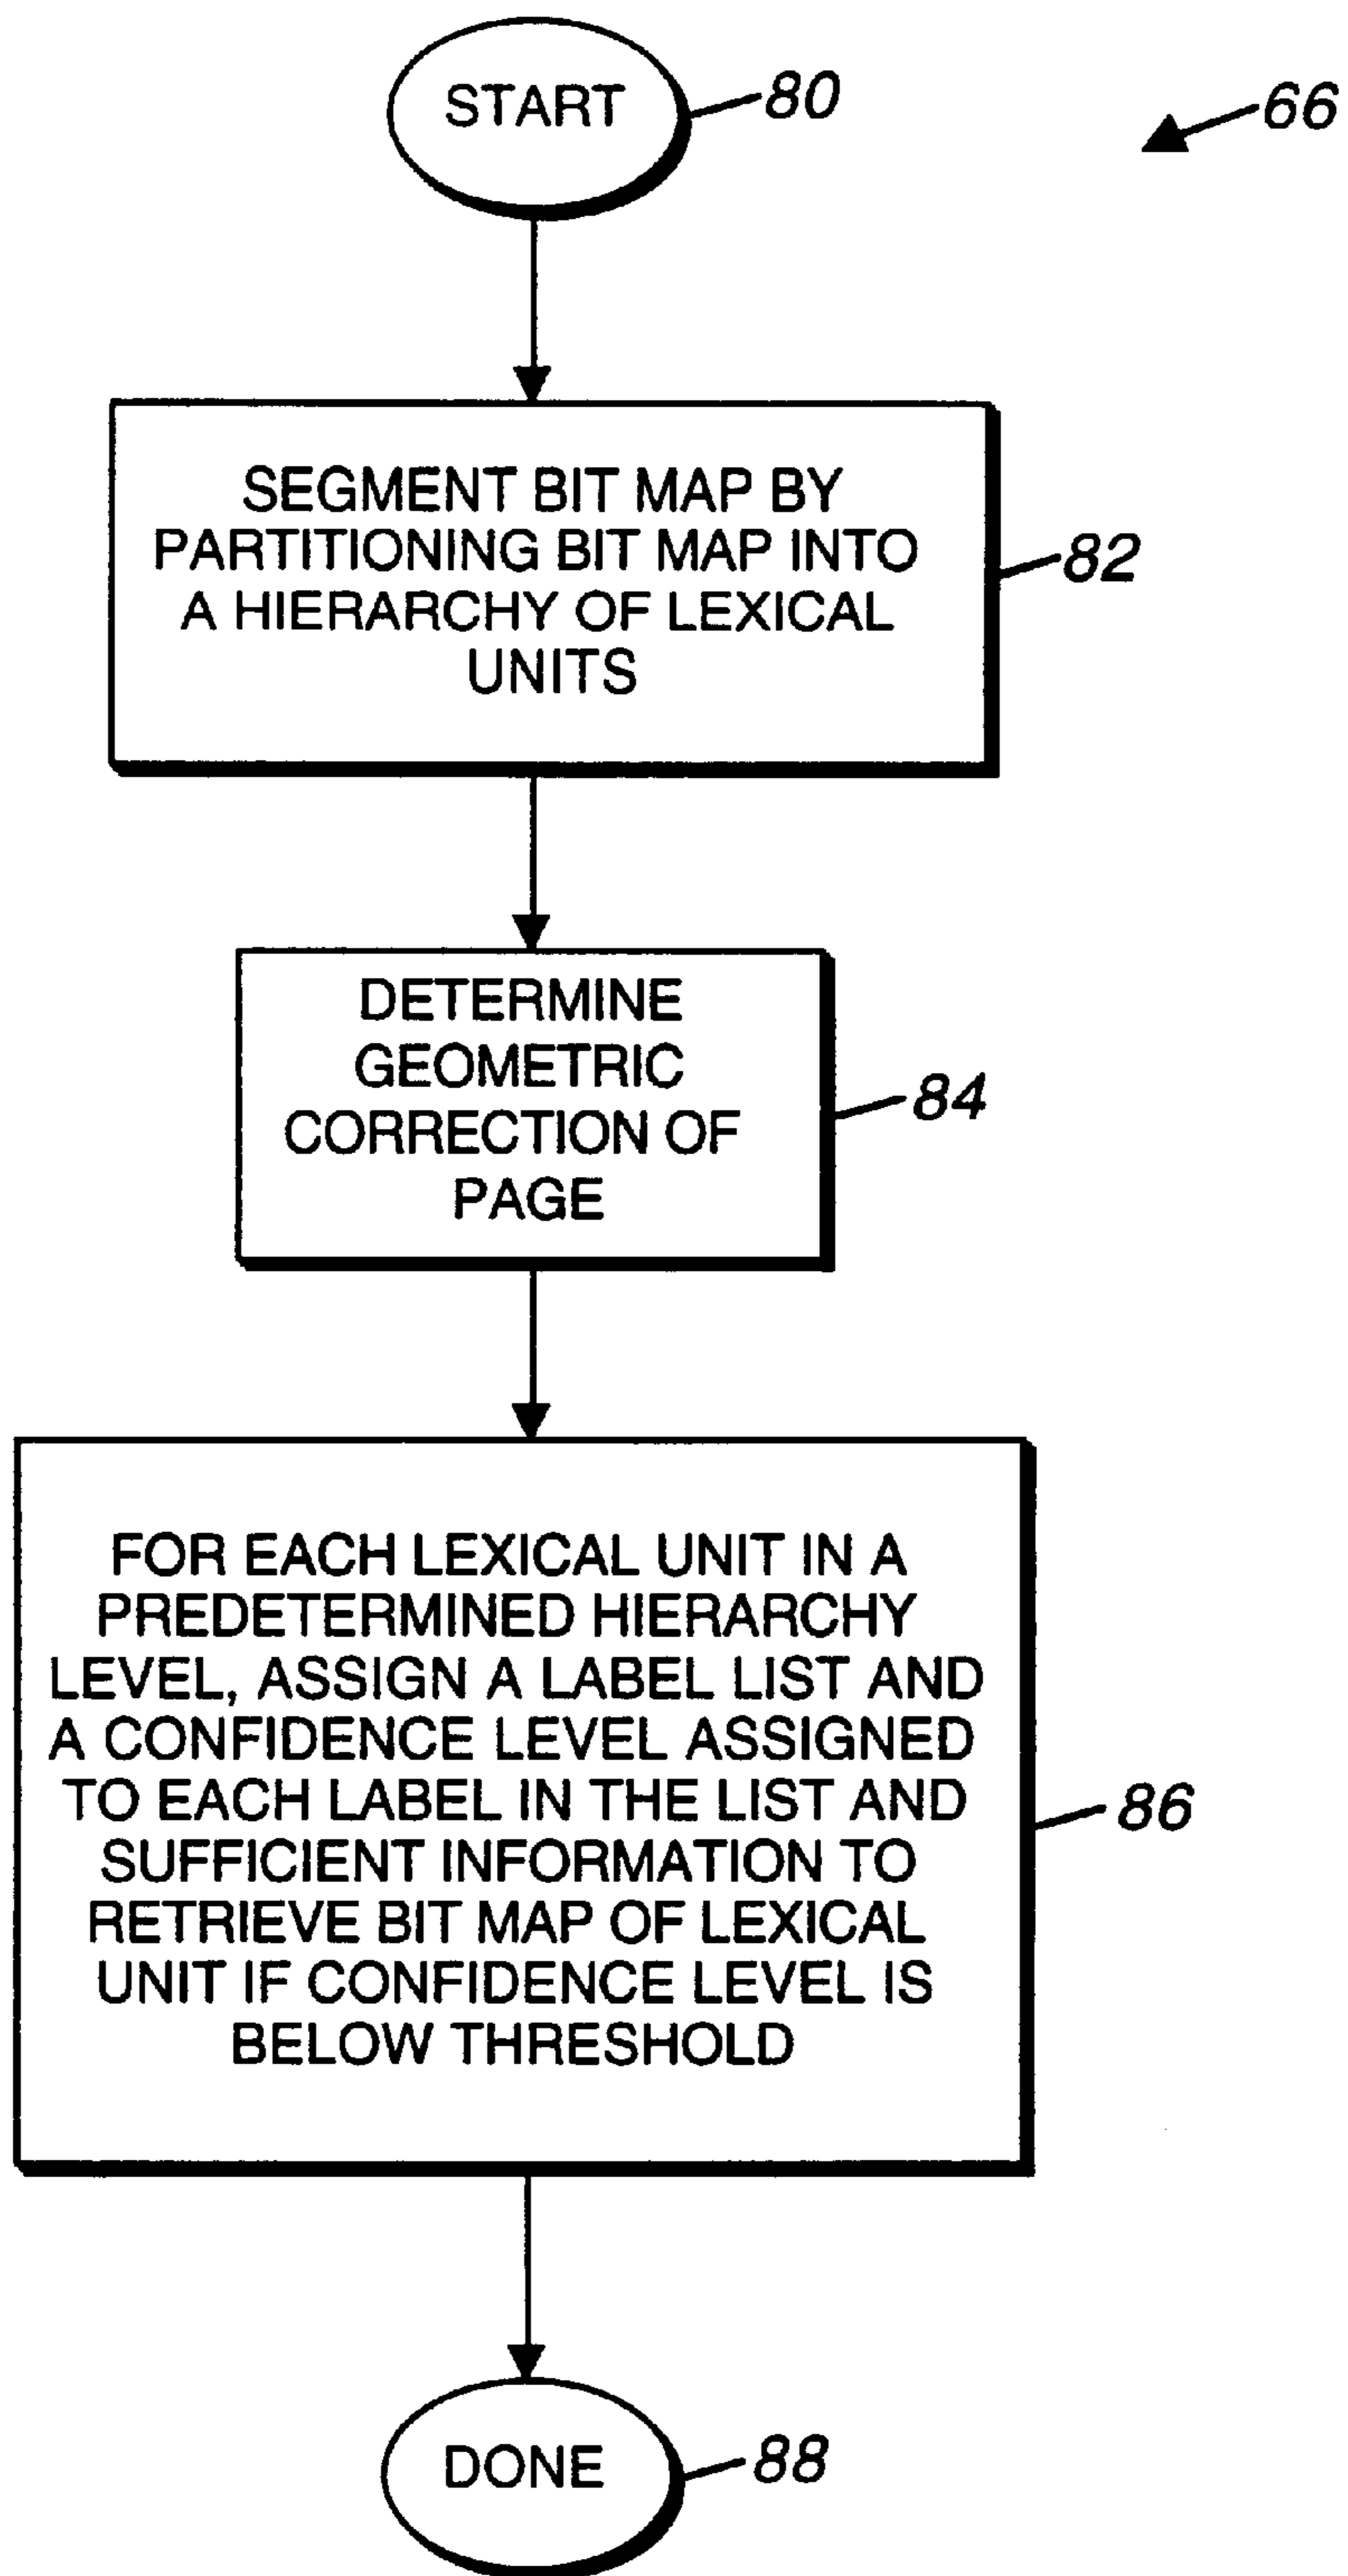 START
80
66
SEGMENT BIT MAP BY
PARTITIONING BIT MAP INTO
A HIERARCHY OF LEXICAL
UNITS
82
DETERMINE
GEOMETRIC
CORRECTION OF
PAGE
84
FOR EACH LEXICAL UNIT IN A
PREDETERMINED HIERARCHY
LEVEL, ASSIGN A LABEL LIST AND
A CONFIDENCE LEVEL ASSIGNED
TO EACH LABEL IN THE LIST AND
SUFFICIENT INFORMATION TO
RETRIEVE BIT MAP OF LEXICAL
UNIT IF CONFIDENCE LEVEL IS
BELOW THRESHOLD
86
DONE
88